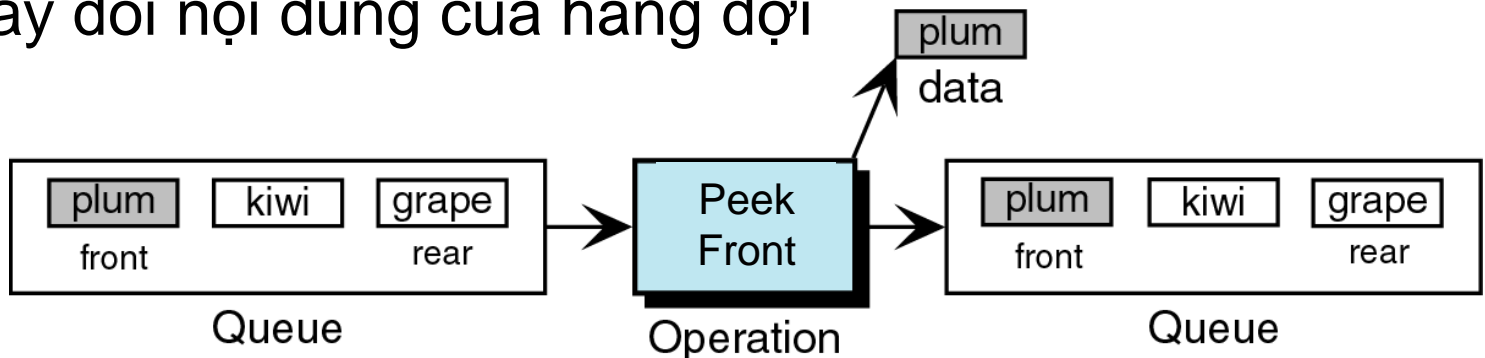 ay đổi nội dung của hàng đợi
plum
data
plum kiwi grape
front rear
Queue
Peek
Front
Operation
plum kiwi grape
front rear
Queue